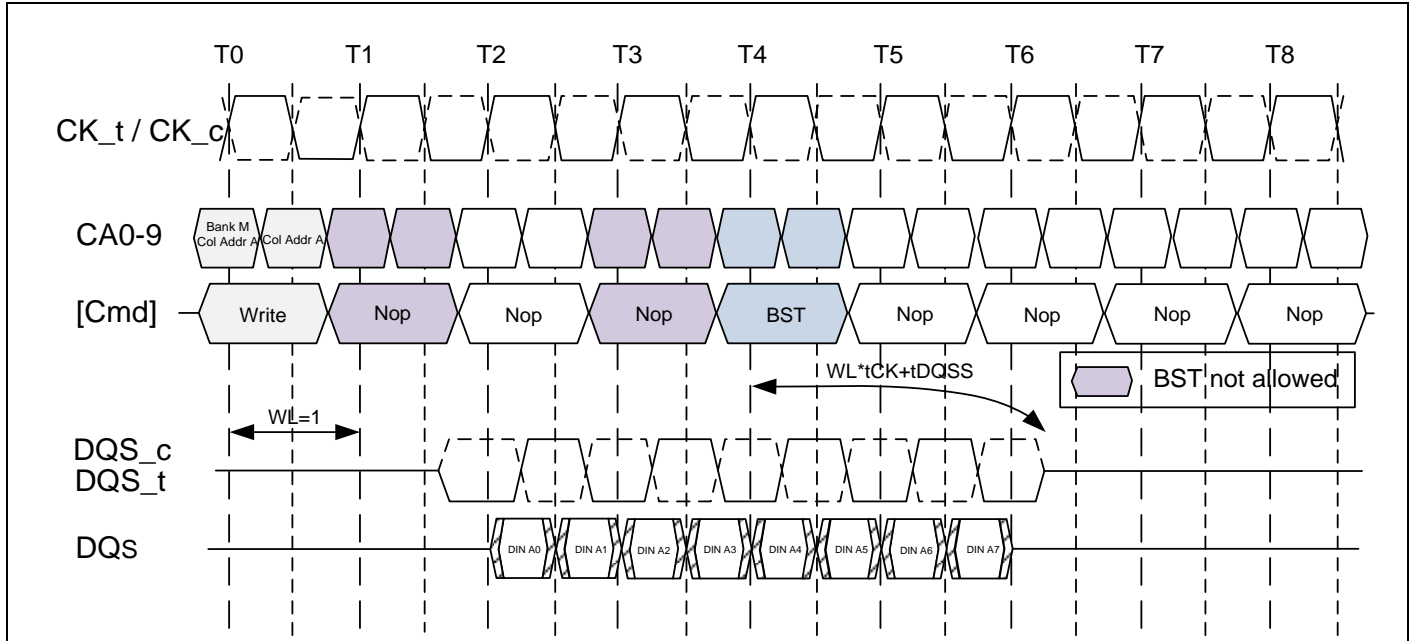 T0 T1 T2 T3 T4 T5 T6 T7 T8
CK_t / CK_c
CA0-9
Bank M
Col Addr A
Col Addr A
[Cmd]
Write Nop Nop Nop BST Nop Nop Nop Nop
WL*tCK+tDQSS
BST not allowed
WL=1
DQS_c
DQS_t
DQs
DIN A0 DIN A1 DIN A2 DIN A3 DIN A4 DIN A5 DIN A6 DIN A7